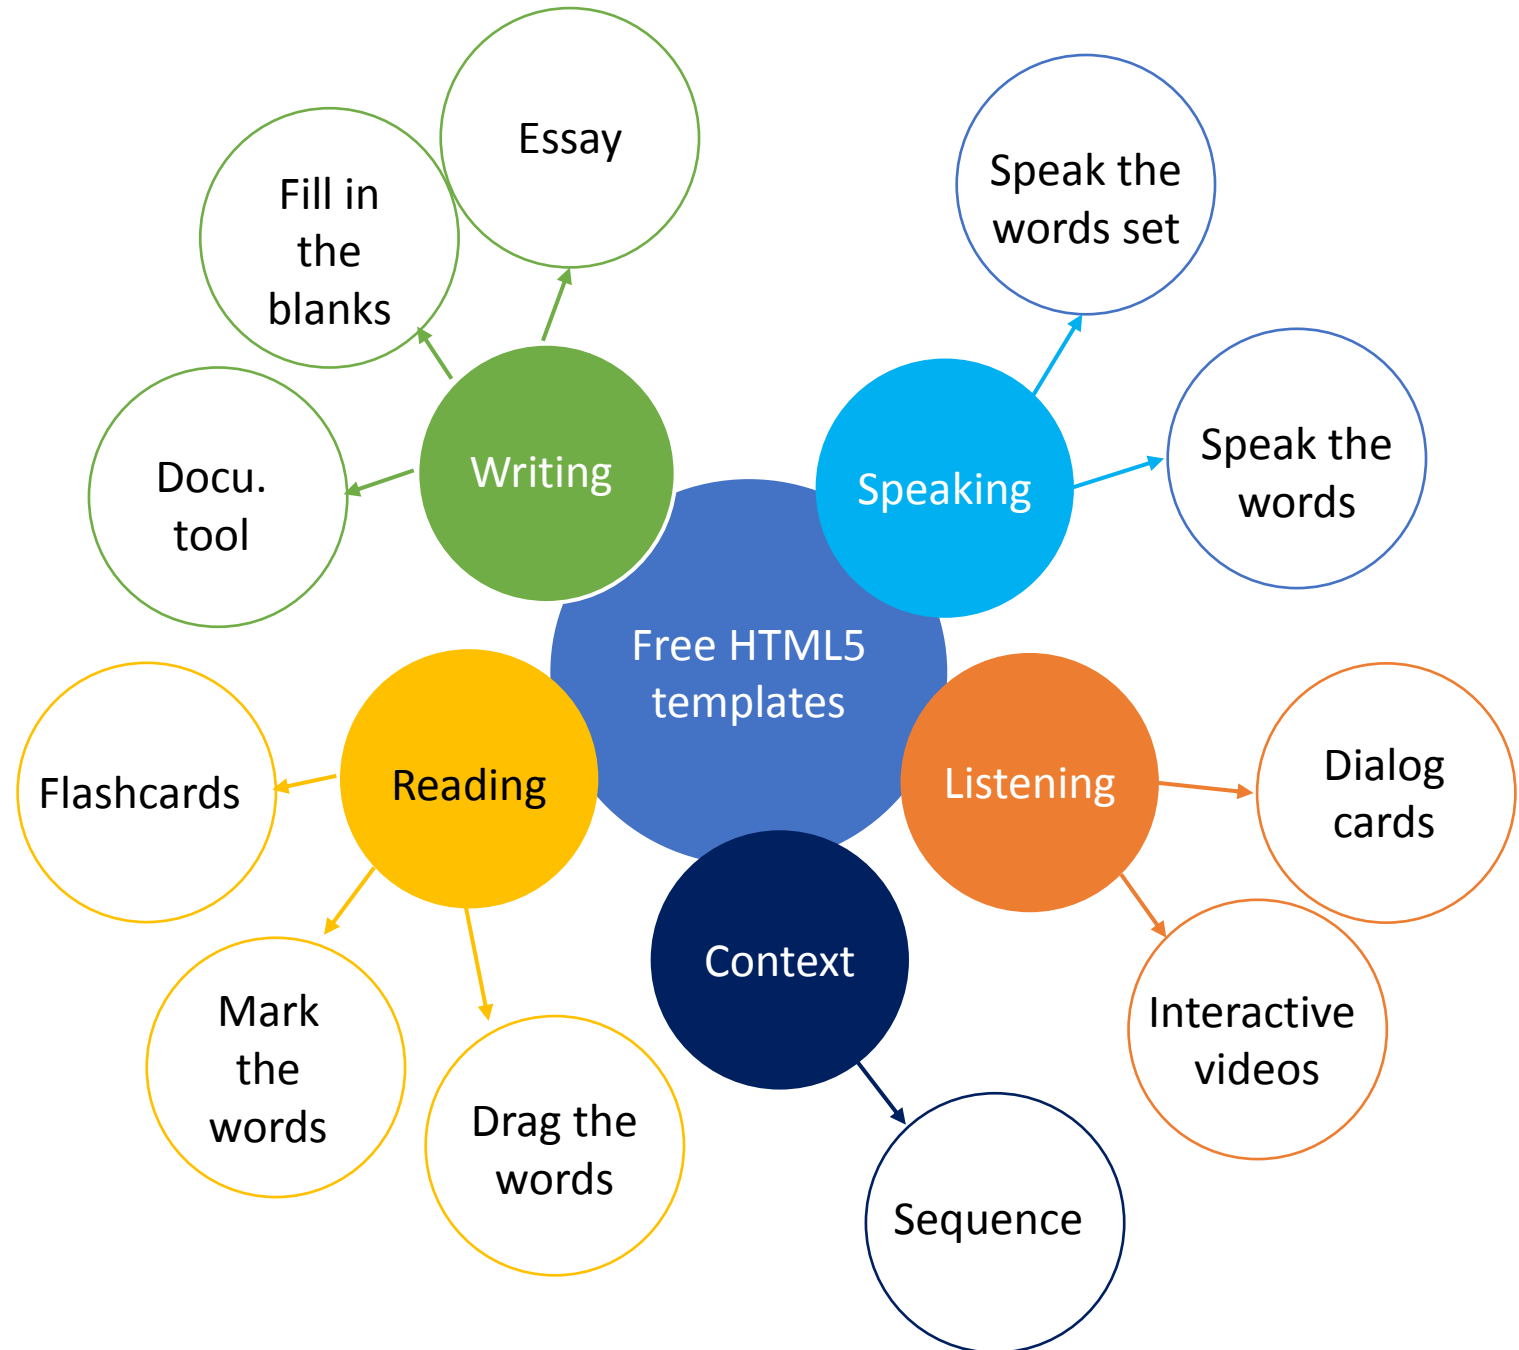 Essay
Fill in
the
blanks
Docu.
tool
Writing
Speak the
words set
Speak the
words
Speaking
Free HTML5
templates
Reading
Flashcards
Mark
the
words
Drag the
words
Listening
Dialog
cards
Interactive
videos
Context
Sequence